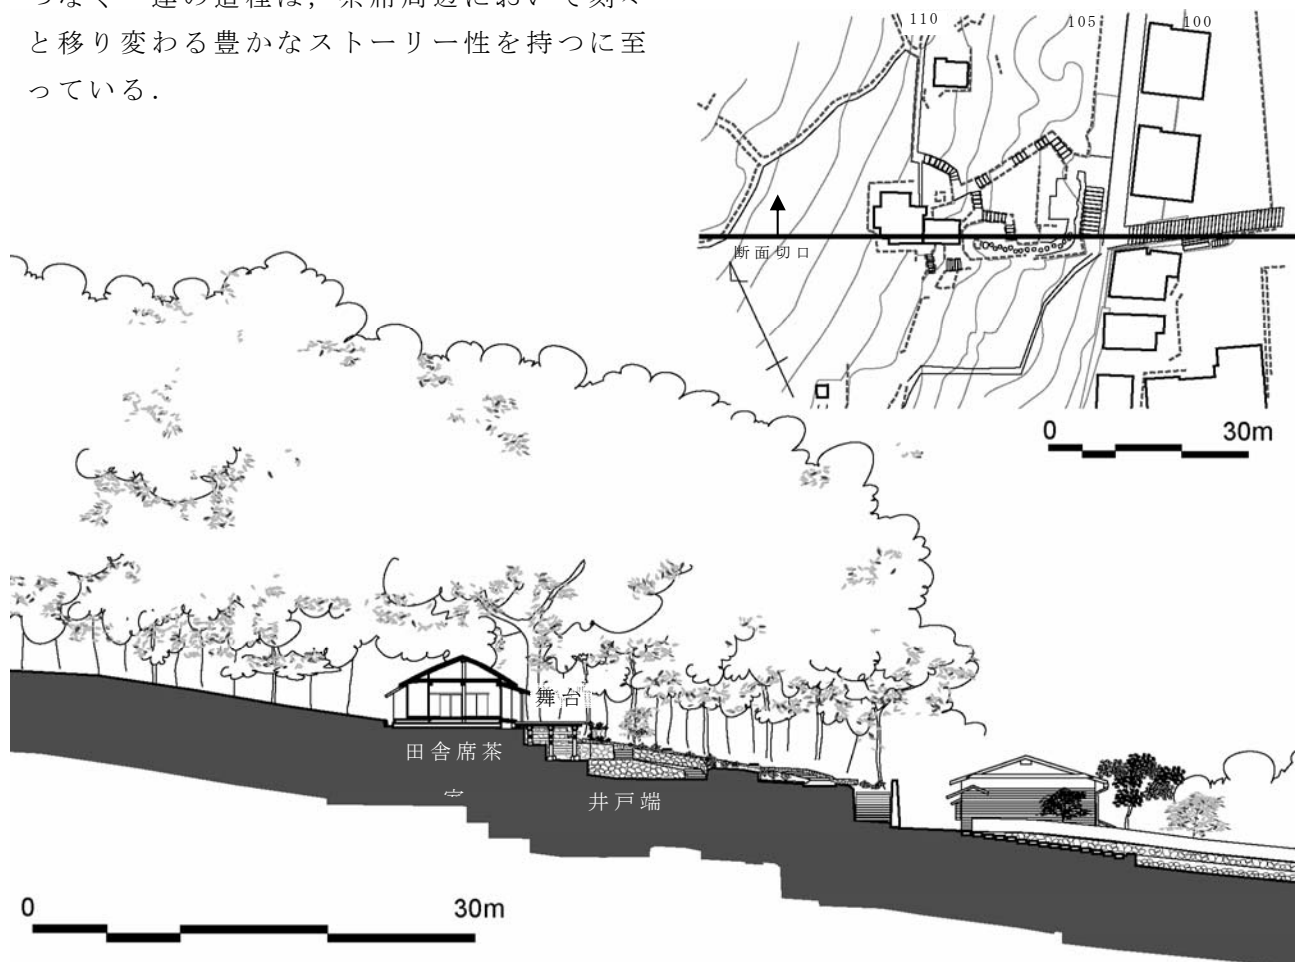 と移り変わる豊かなストーリー性を持つに至
っている.
110
105
100
断面切口
0
30m
舞台
田舎席茶
井戸端
0
30m